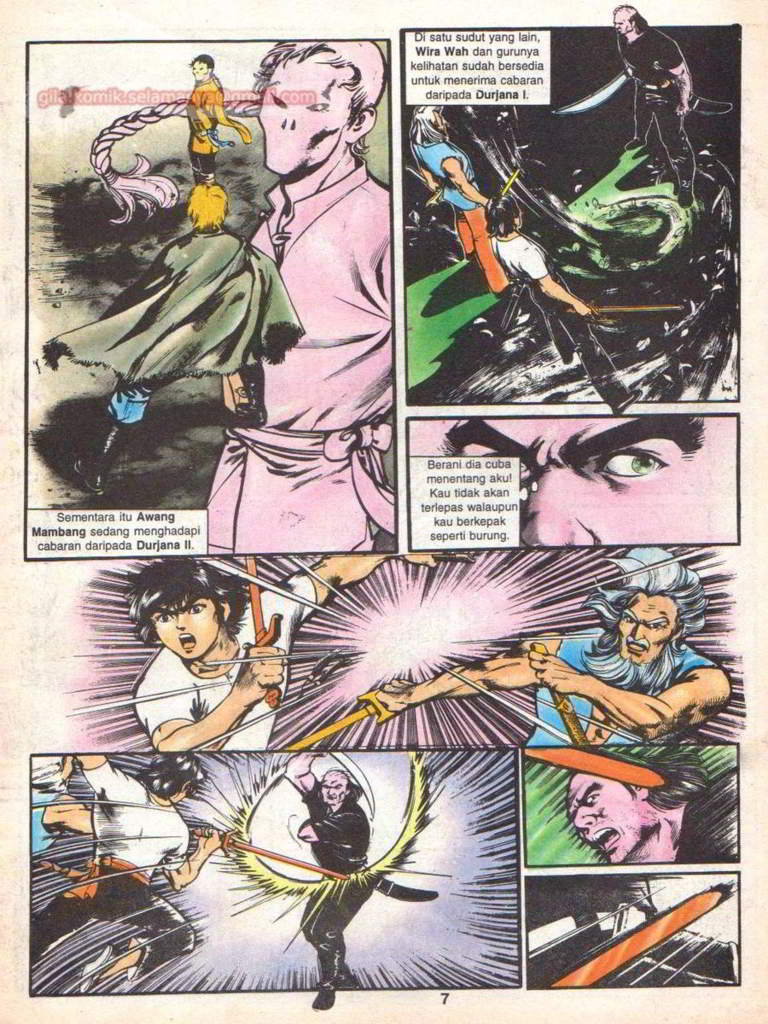 Sementara itu Awang
Mambang sedang menghadapi
cabaran daripada Durjana II.
Di satu sudut yang lain,
Wira Wah dan gurunya
kelihatan sudah bersedia
untuk menerima cabaran
daripada Durjana I.
Berani dia cuba
menentang aku!
Kau tidak akan
terlepas walaupun
kau berkepak
seperti burung.
7